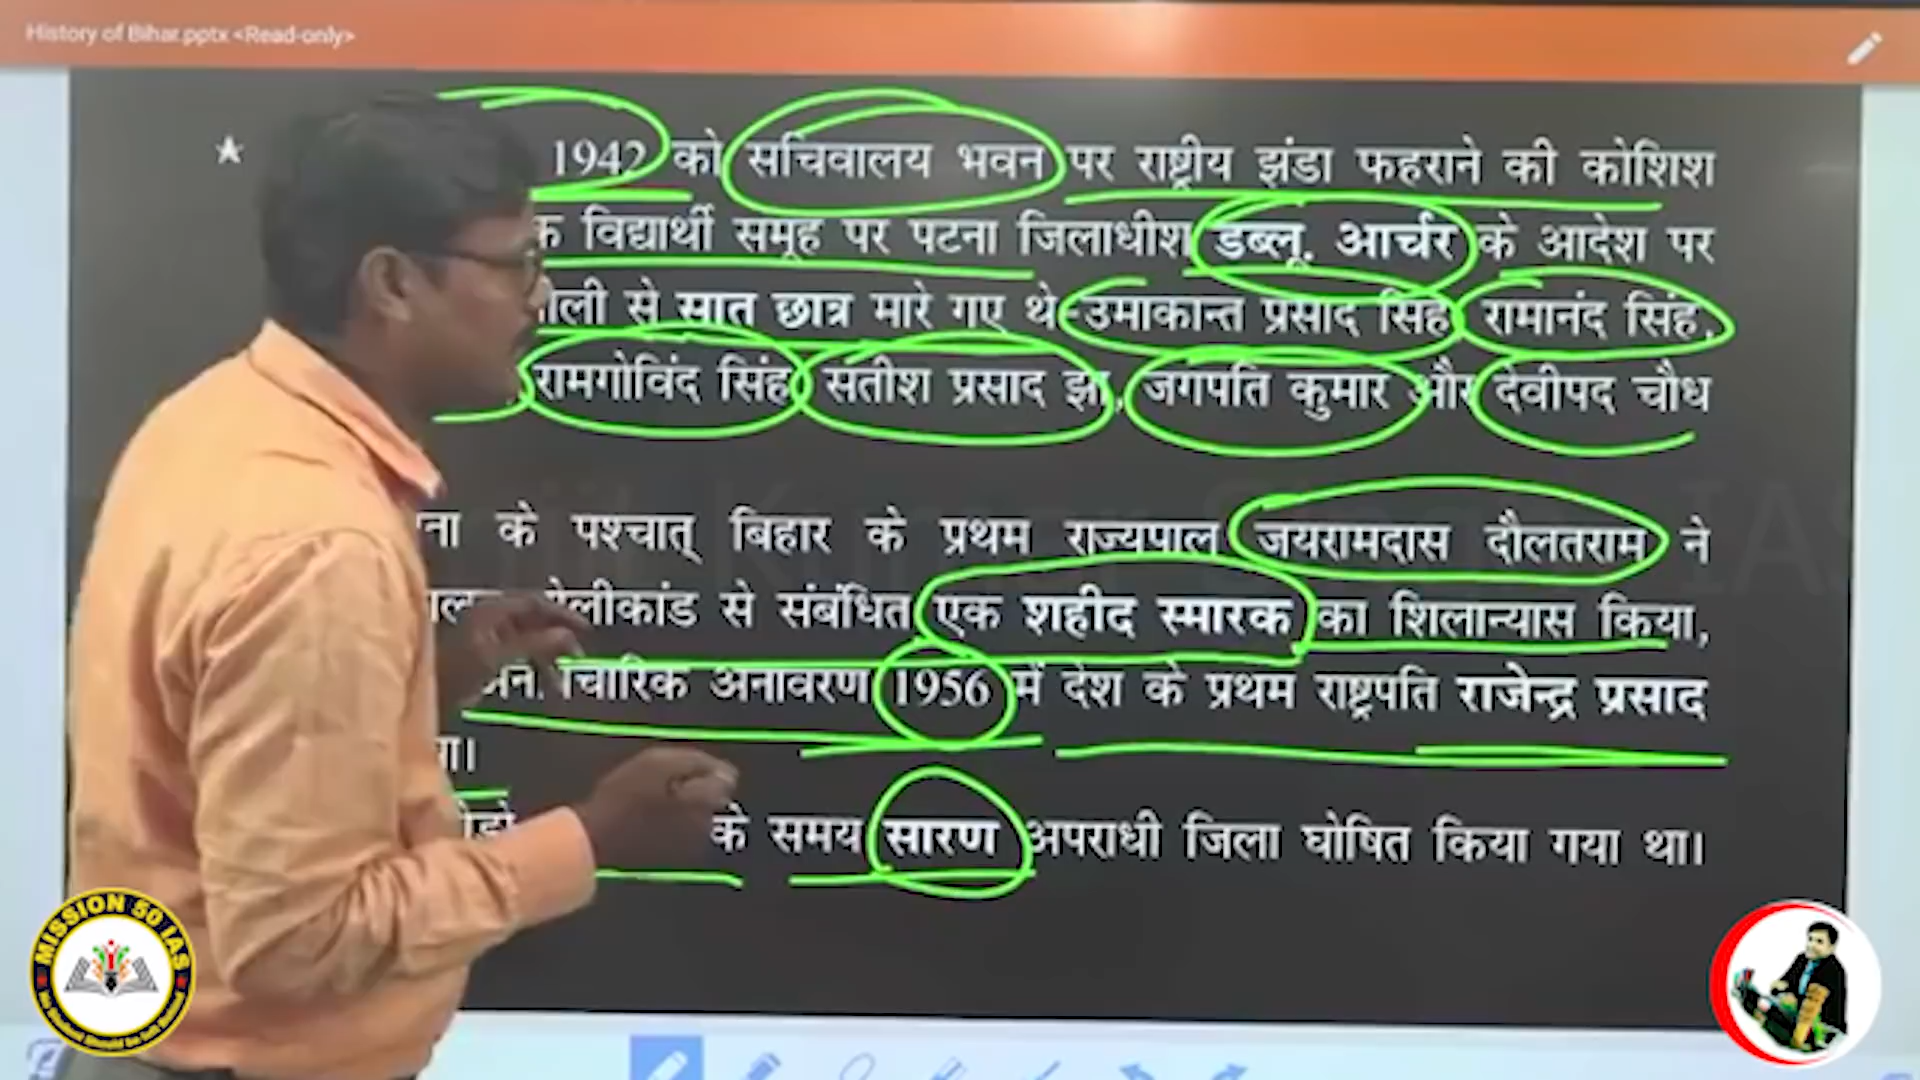 History of Bihar.pptx <Read-only>
★ 1942 को सचिवालय भवन पर राष्ट्रीय झंडा फहराने की कोशिश
विद्यार्थी समूह पर पटना जिलाधीश डब्लू. आर्चर के आदेश पर
से सात छात्र मारे गए थे-उमाकान्त प्रसाद सिंह, रामानंद सिंह,
रामगोविंद सिंह, सतीश प्रसाद झा, जगपति कुमार और देवीपद चौध
के पश्चात् बिहार के प्रथम राज्यपाल जयरामदास दौलतराम ने
से संबंधित एक शहीद स्मारक का शिलान्यास किया,
अनावरण 1956 में देश के प्रथम राष्ट्रपति राजेन्द्र प्रसाद
के समय सारण अपराधी जिला घोषित किया गया था।
MISSION 50 IAS